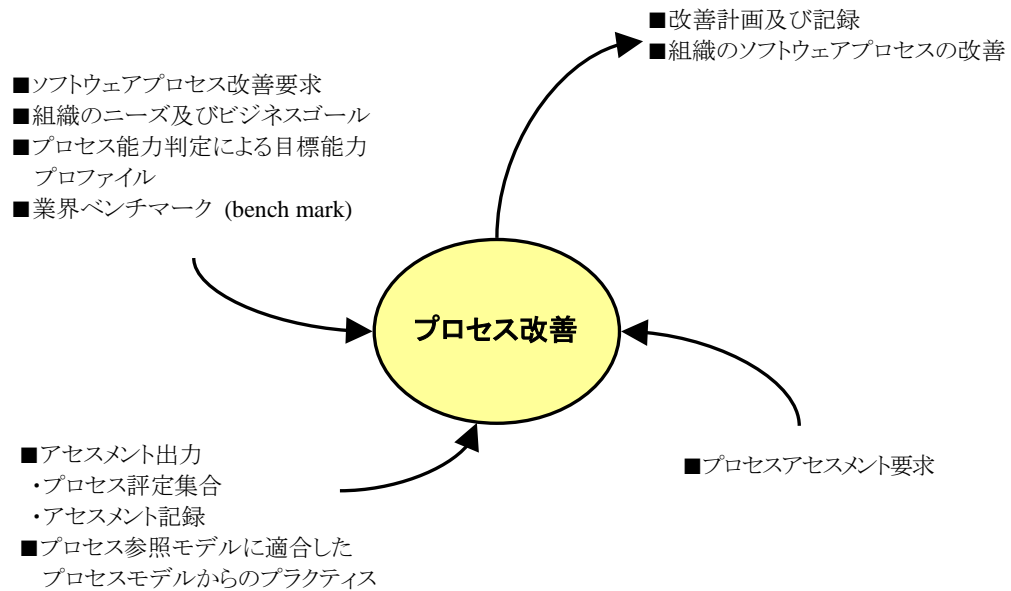 ■改善計画及び記録
■組織のソフトウェアプロセスの改善
■ソフトウェアプロセス改善要求
■組織のニーズ及びビジネスゴール
■プロセス能力判定による目標能力
プロファイル
■業界ベンチマーク (bench mark)
プロセス改善
■アセスメント出力
・プロセス評定集合
・アセスメント記録
■プロセス参照モデルに適合した
プロセスモデルからのプラクティス
■プロセスアセスメント要求